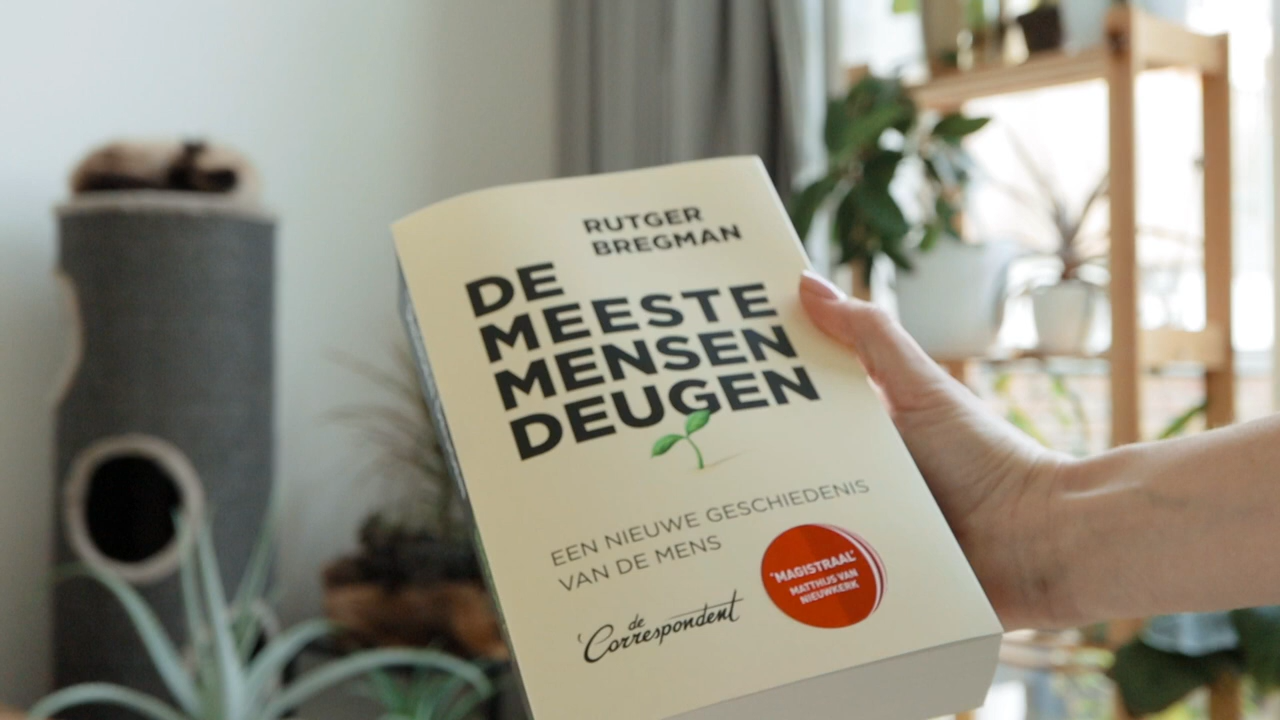 RUTGER
BREGMAN
DE
MEESTE
MENSEN
DEUGEN
EEN NIEUWE GESCHIEDENIS
VAN DE MENS
de
Correspondent
'MAGISTRAAL'
MATTHIJS VAN
NIEUWKERK